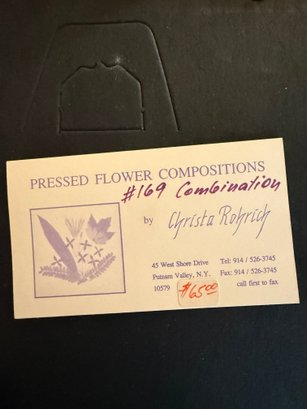 PRESSED FLOWER COMPOSITIONS
#169 Combination
by Christa Rohrich
45 West Shore Drive
Putnam Valley, N.Y.
10579
Tel: 914 / 526-3745
Fax: 914 / 526-3745
call first to fax
$65.00